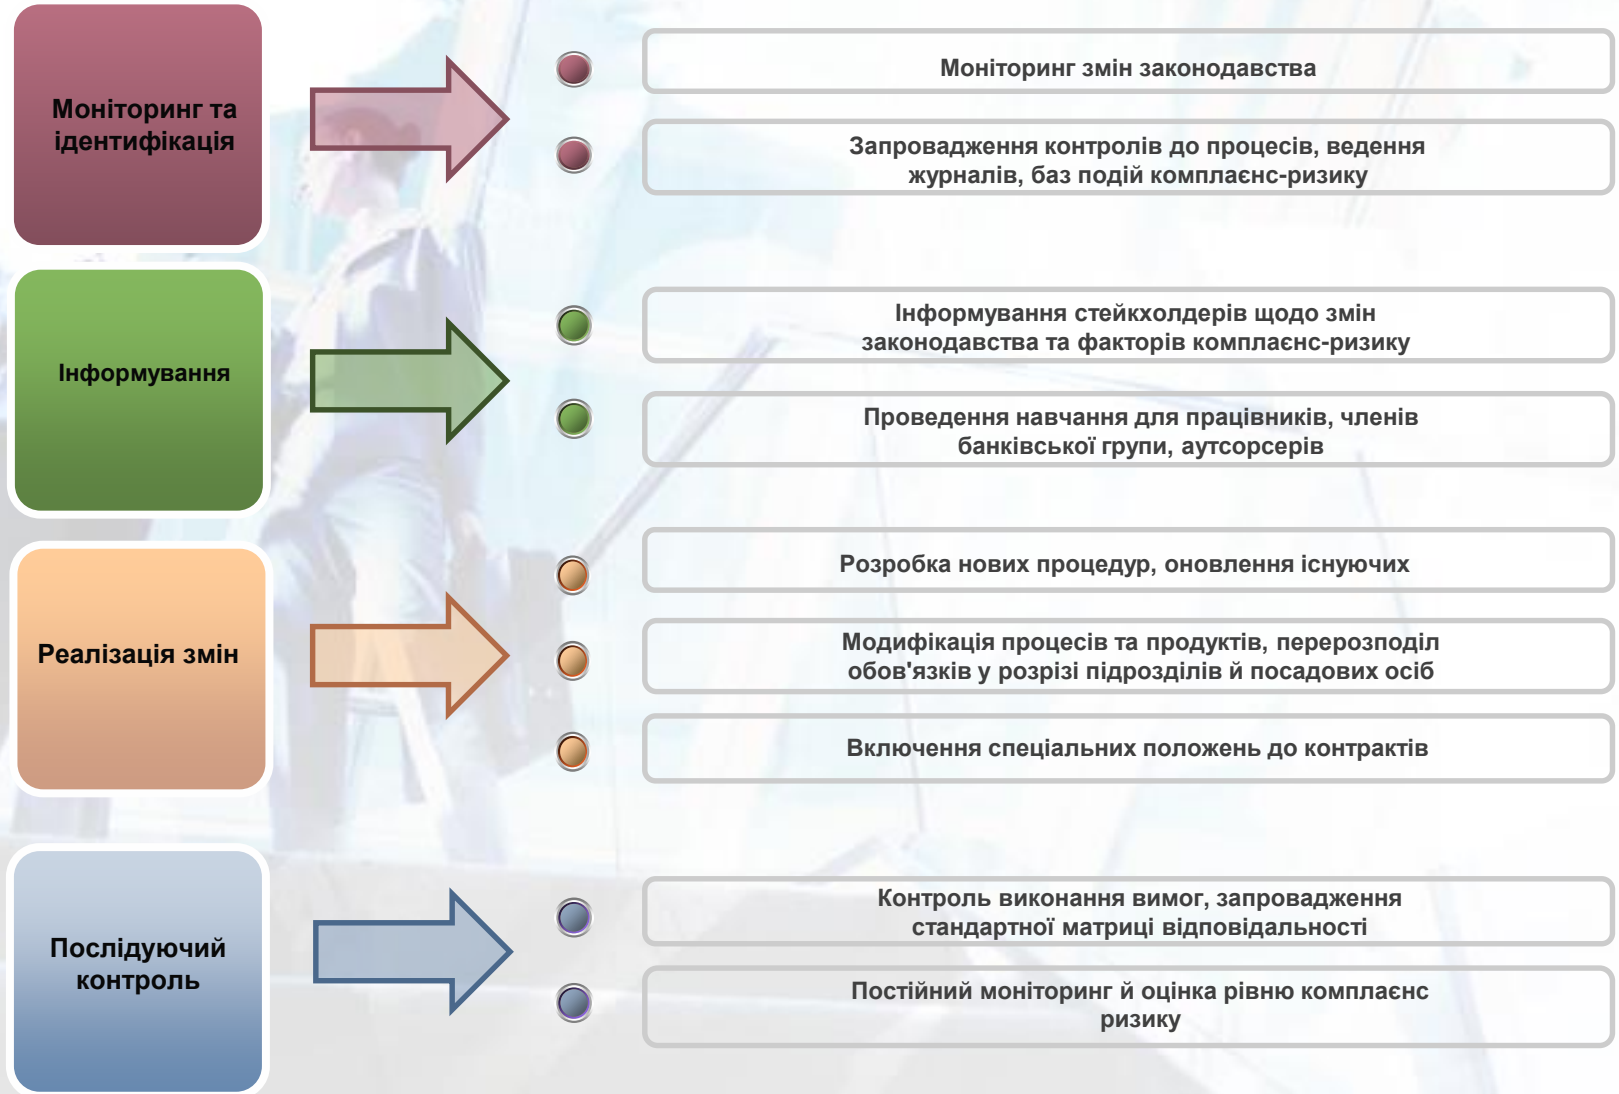 Моніторинг та
ідентифікація
Моніторинг змін законодавства
Запровадження контролів до процесів, ведення
журналів, баз подій комплаєнс-ризику
Інформування
Інформування стейкхолдерів щодо змін
законодавства та факторів комплаєнс-ризику
Проведення навчання для працівників, членів
банківської групи, аутсорсерів
Реалізація змін
Розробка нових процедур, оновлення існуючих
Модифікація процесів та продуктів, перерозподіл
обов'язків у розрізі підрозділів й посадових осіб
Включення спеціальних положень до контрактів
Послідуючий
контроль
Контроль виконання вимог, запровадження
стандартної матриці відповідальності
Постійний моніторинг й оцінка рівню комплаєнс
ризику